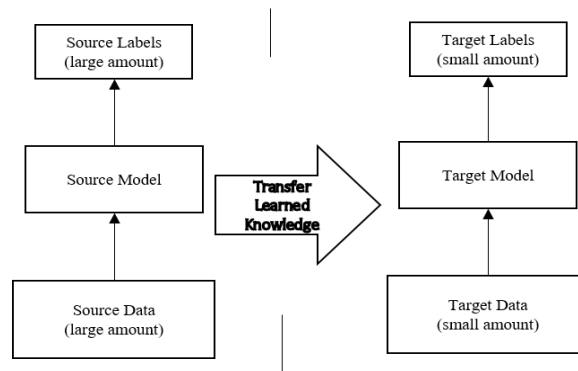 Source Labels
(large amount)
Target Labels
(small amount)
Source Model
Transfer
Learned
Knowledge
Target Model
Source Data
(large amount)
Target Data
(small amount)